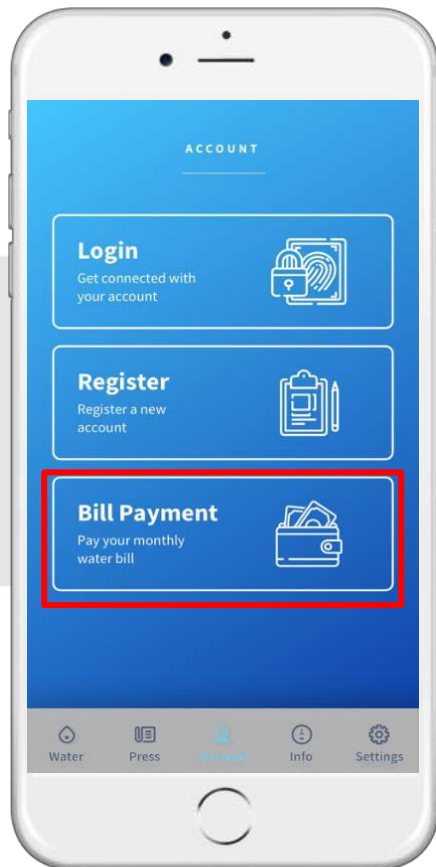 ACCOUNT
Login
Get connected with
your account
Register
Register a new
account
Bill Payment
Pay your monthly
water bill
Water Press Account Info Settings